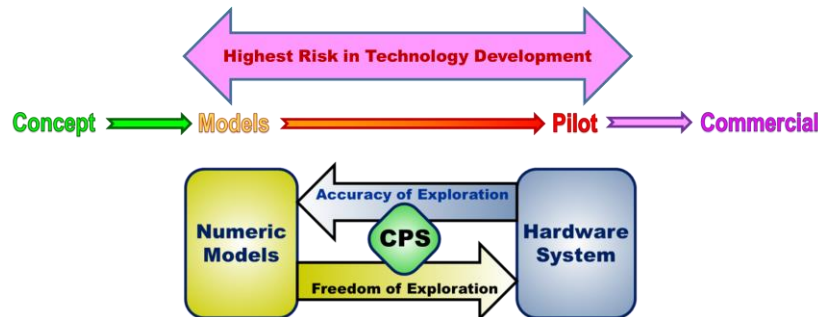 Highest Risk in Technology Development
Concept Models Pilot Commercial
Accuracy of Exploration
Numeric
Models
CPS
Hardware
System
Freedom of Exploration